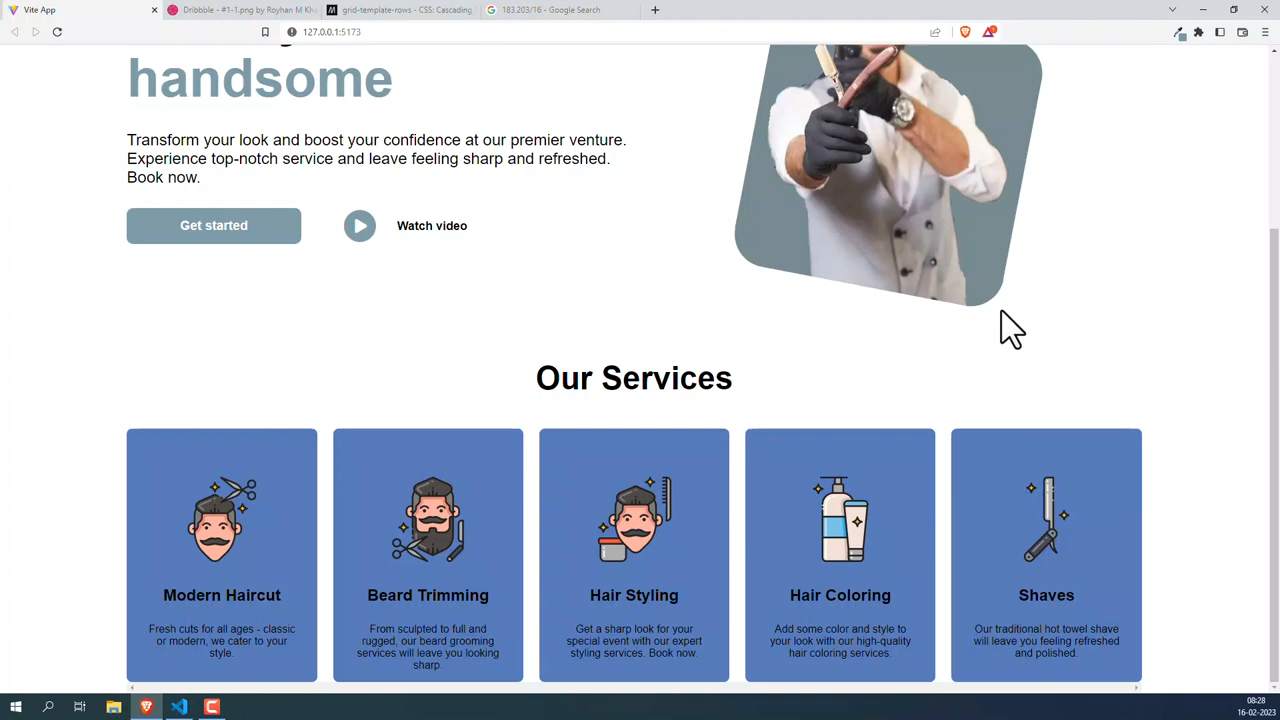 Vite App
Dribbble - #1-1.png by Royhan M Kha
grid-template-rows - CSS: Cascading
183.203/16 - Google Search
127.0.0.1:5173
handsome
Transform your look and boost your confidence at our premier venture.
Experience top-notch service and leave feeling sharp and refreshed.
Book now.
Get started
Watch video
Our Services
Modern Haircut
Fresh cuts for all ages - classic
or modern, we cater to your
style.
Beard Trimming
From sculpted to full and
rugged, our beard grooming
services will leave you looking
sharp.
Hair Styling
Get a sharp look for your
special event with our expert
styling services. Book now.
Hair Coloring
Add some color and style to
your look with our high-quality
hair coloring services.
Shaves
Our traditional hot towel shave
will leave you feeling refreshed
and polished.
08:28
16-02-2023